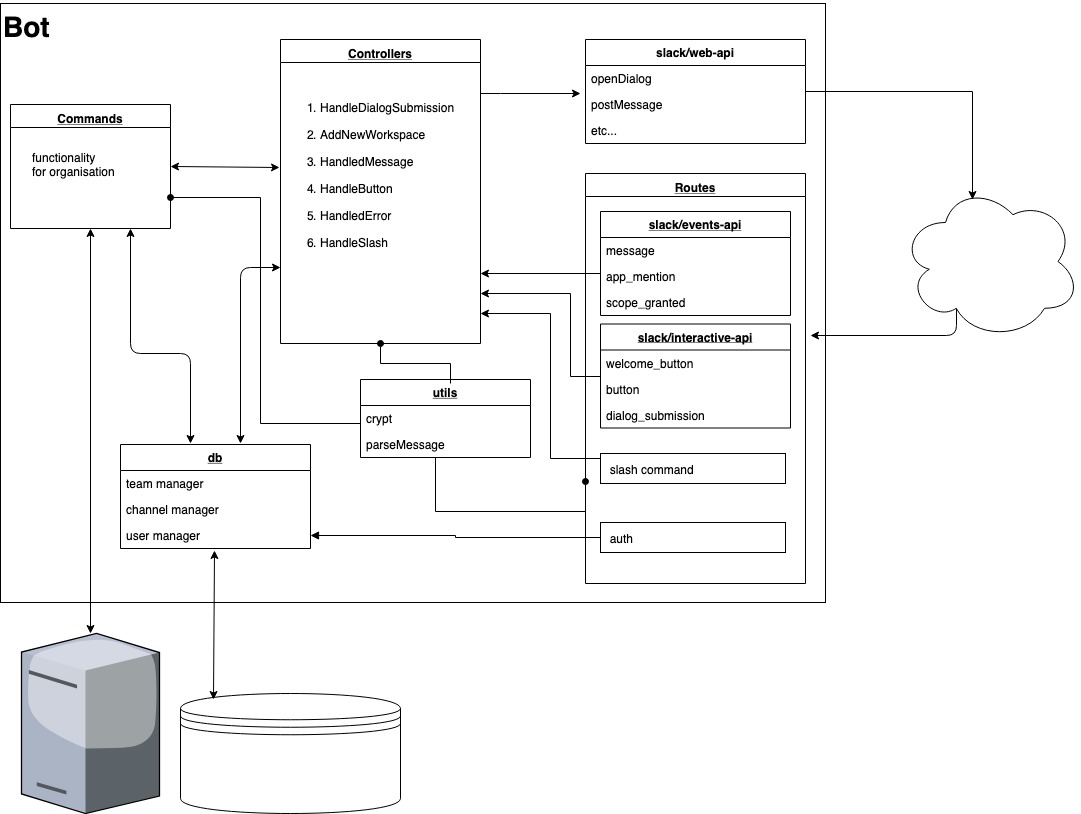 Bot
Commands
functionality
for organisation
Controllers
1. HandleDialogSubmission
2. AddNewWorkspace
3. HandledMessage
4. HandleButton
5. HandledError
6. HandleSlash
slack/web-api
openDialog
postMessage
etc...
Routes
slack/events-api
message
app_mention
scope_granted
slack/interactive-api
welcome_button
button
dialog_submission
slash command
auth
utils
crypt
parseMessage
db
team manager
channel manager
user manager